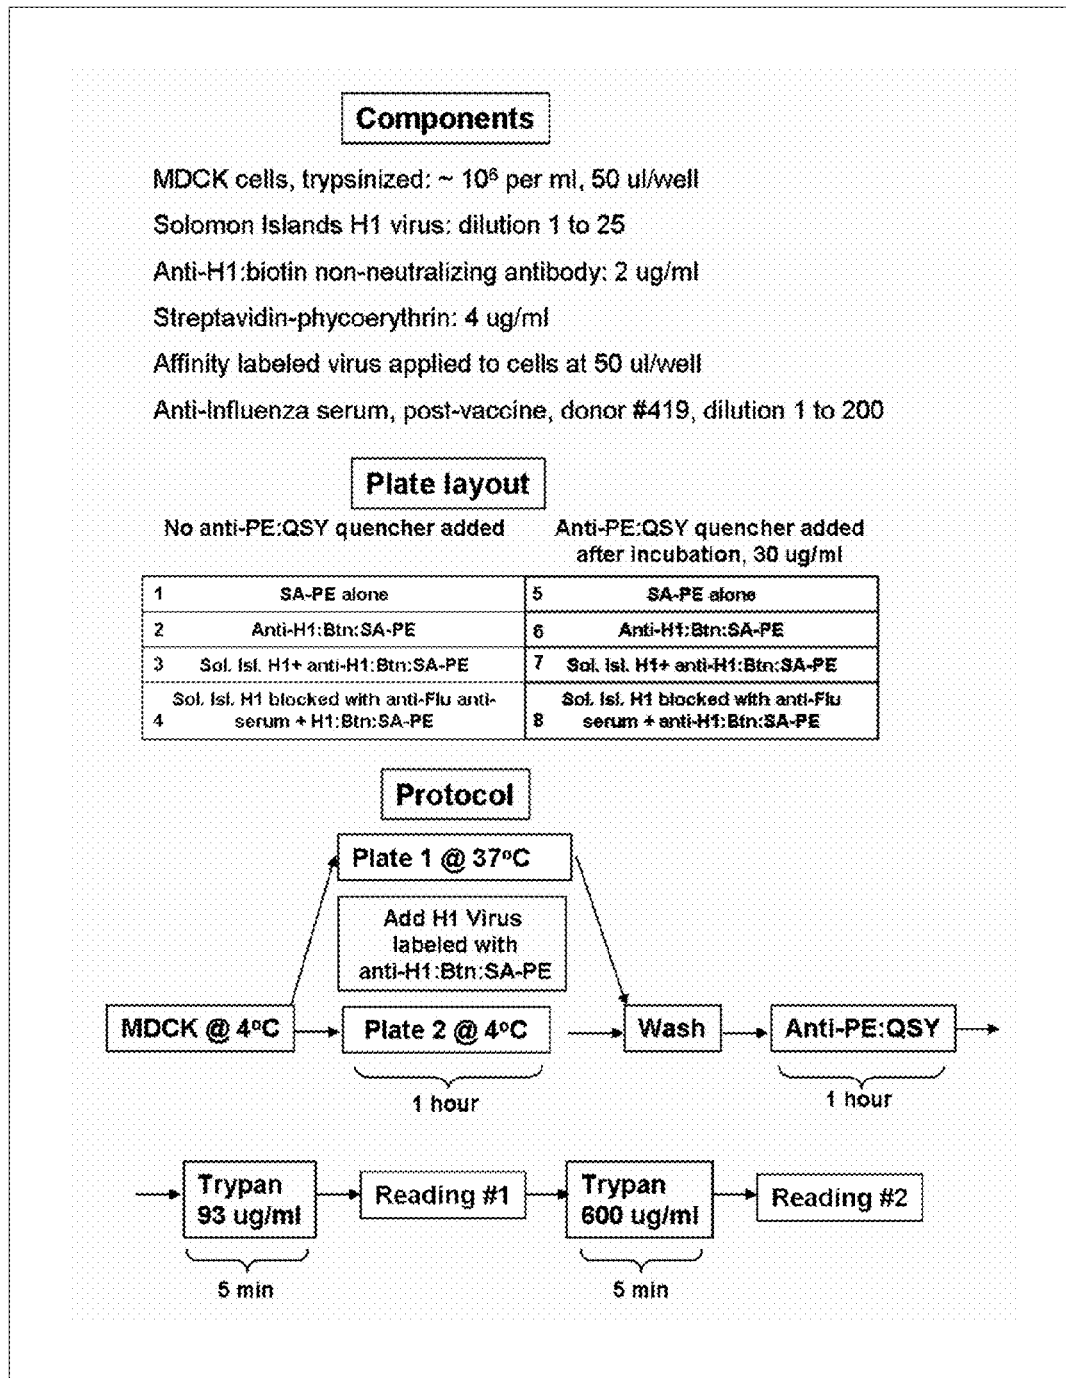 Components
MDCK cells, trypsinized: ~ 10⁶ per ml, 50 ul/well
Solomon Islands H1 virus: dilution 1 to 25
Anti-H1:biotin non-neutralizing antibody: 2 ug/ml
Streptavidin-phycoerythrin: 4 ug/ml
Affinity labeled virus applied to cells at 50 ul/well
Anti-Influenza serum, post-vaccine, donor #419, dilution 1 to 200
Plate layout
No anti-PE:QSY quencher added
Anti-PE:QSY quencher added
after incubation, 30 ug/ml
1 SA-PE alone
5 SA-PE alone
2 Anti-H1:Btn:SA-PE
6 Anti-H1:Btn:SA-PE
3 Sol. Isl. H1+ anti-H1:Btn:SA-PE
7 Sol. Isl. H1+ anti-H1:Btn:SA-PE
Sol. Isl. H1 blocked with anti-Flu anti-
4 serum + H1:Btn:SA-PE
Sol. Isl. H1 blocked with anti-Flu
8 serum + anti-H1:Btn:SA-PE
Protocol
Plate 1 @ 37ºC
Add H1 Virus
labeled with
anti-H1:Btn:SA-PE
MDCK @ 4ºC
Plate 2 @ 4ºC
Wash
Anti-PE:QSY
1 hour
1 hour
Trypan
93 ug/ml
Reading #1
Trypan
600 ug/ml
Reading #2
5 min
5 min